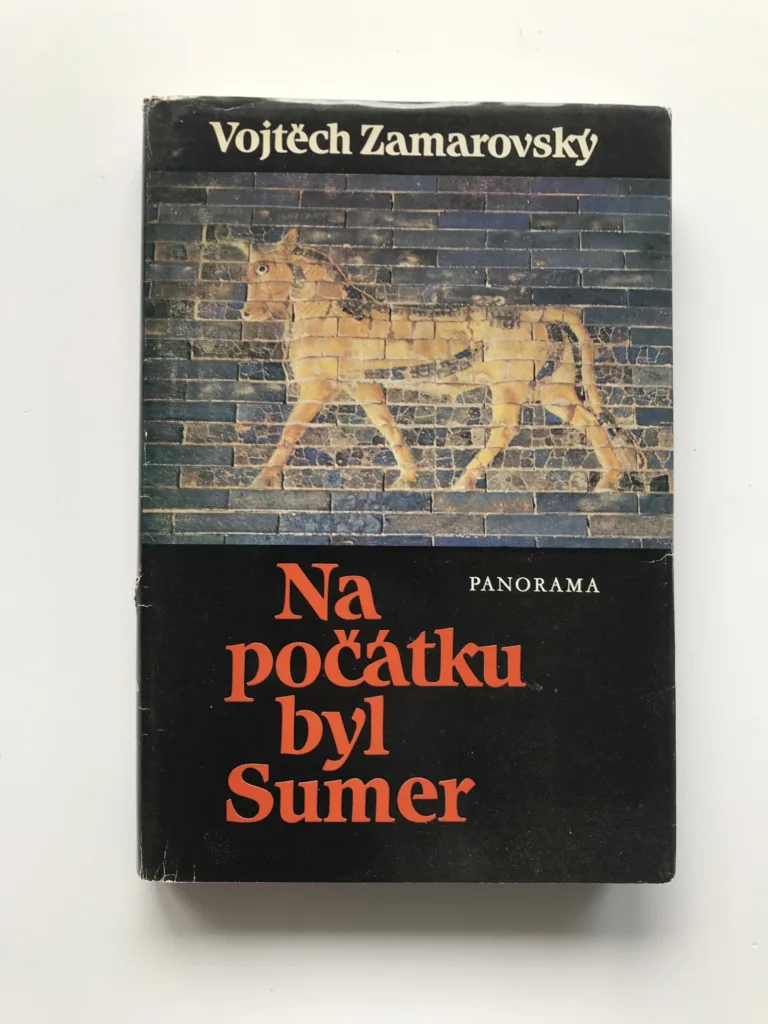 Vojtěch Zamarovský
Na
PANORAMA
počátku
byl
Sumer